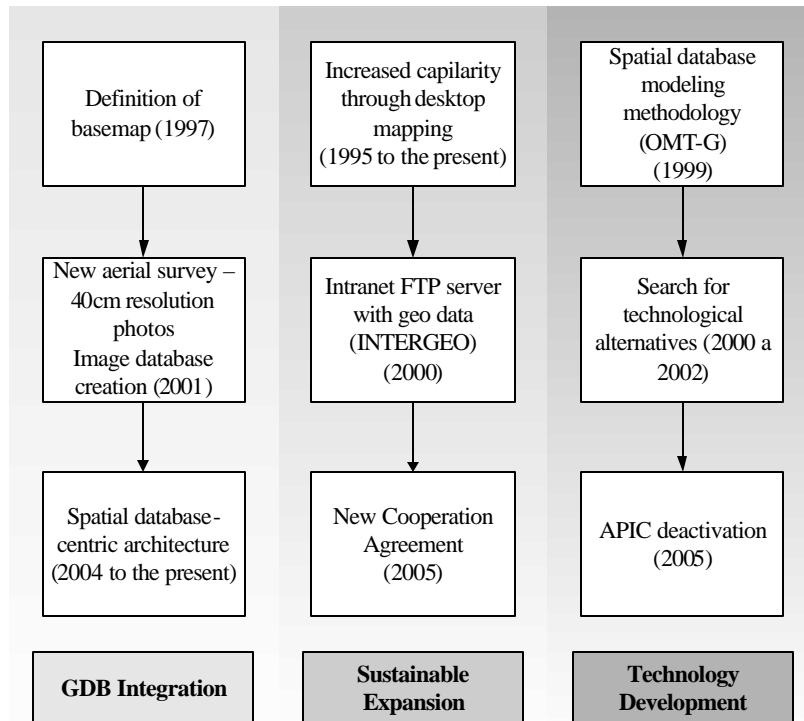 Definition of
basemap (1997)
New aerial survey –
40cm resolution
photos
Image database
creation (2001)
Spatial database-
centric architecture
(2004 to the present)
GDB Integration
Increased capilarity
through desktop
mapping
(1995 to the present)
Intranet FTP server
with geo data
(INTERGEO)
(2000)
New Cooperation
Agreement
(2005)
Sustainable
Expansion
Spatial database
modeling
methodology
(OMT-G)
(1999)
Search for
technological
alternatives (2000 a
2002)
APIC deactivation
(2005)
Technology
Development